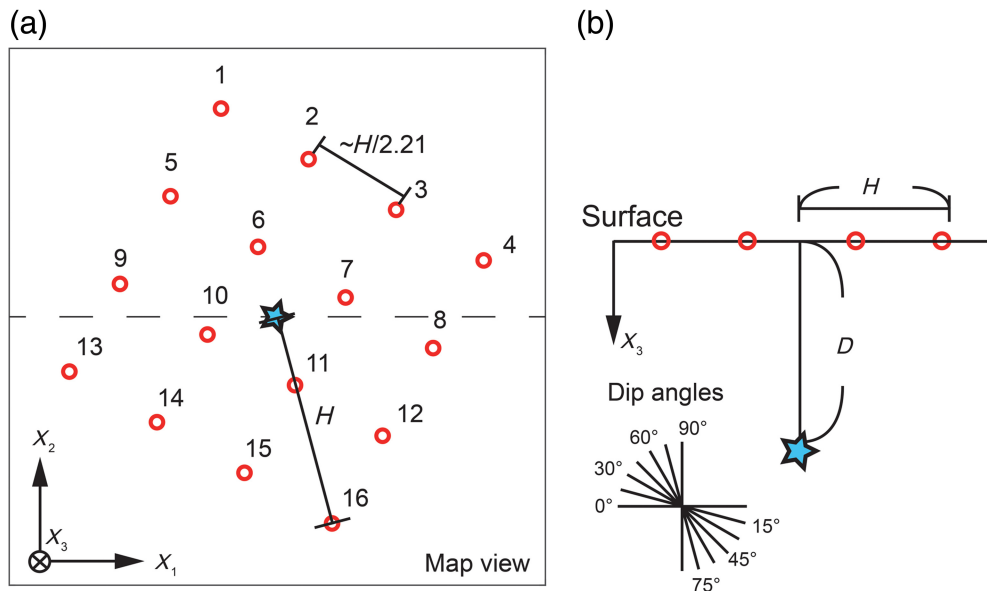 (a)
1
2
~H/2.21
3
5
6
4
9
7
10
8
13
11
H
14
12
15
16
X₂
X₃
X₁
Map view
(b)
H
Surface
X₃
D
Dip angles
90°
60°
30°
0°
15°
45°
75°